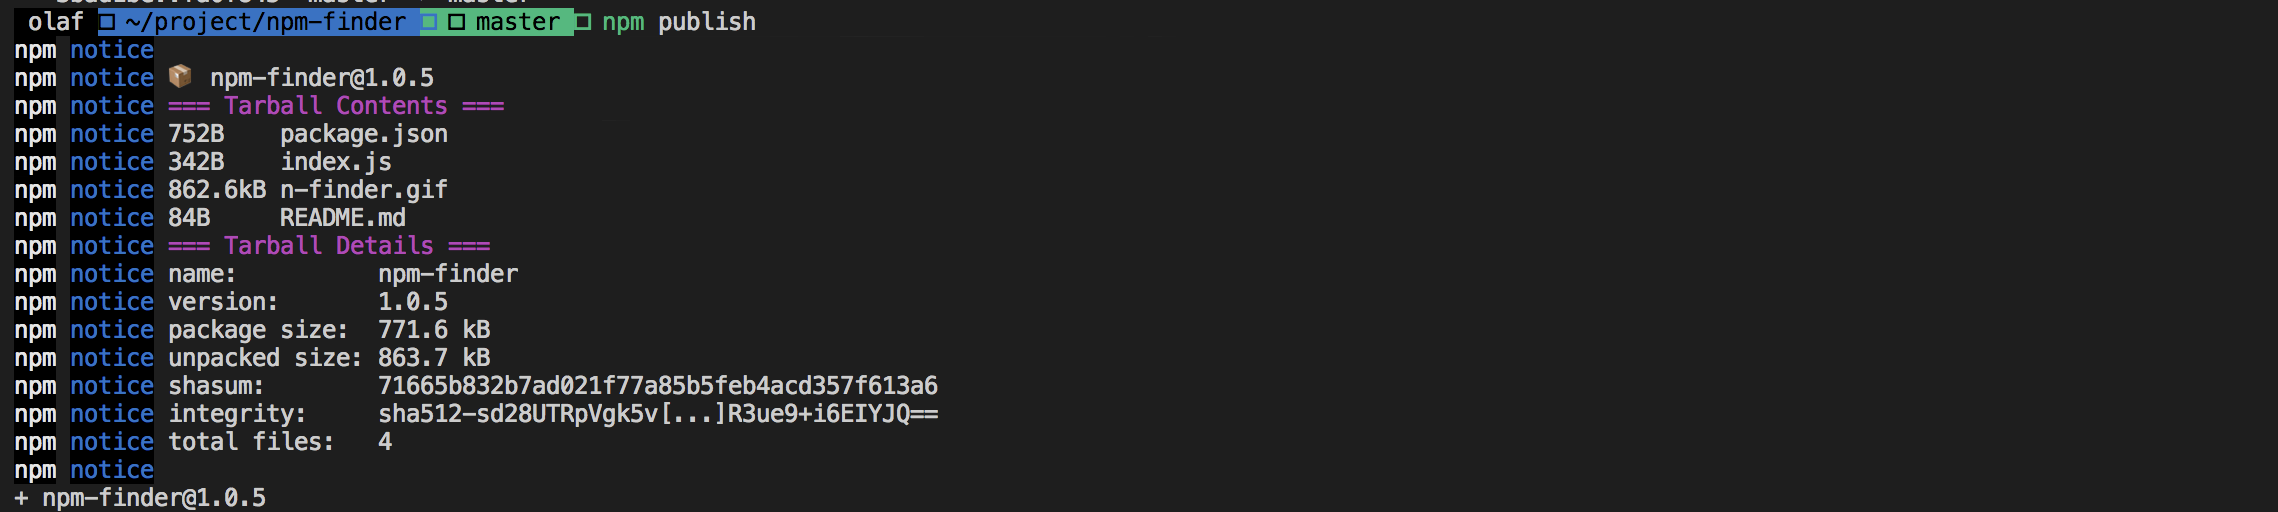 olaf ~/project/npm-finder master npm publish
npm notice
npm notice 📦 npm-finder@1.0.5
npm notice === Tarball Contents ===
npm notice 752B package.json
npm notice 342B index.js
npm notice 862.6kB n-finder.gif
npm notice 84B README.md
npm notice === Tarball Details ===
npm notice name: npm-finder
npm notice version: 1.0.5
npm notice package size: 771.6 kB
npm notice unpacked size: 863.7 kB
npm notice shasum: 71665b832b7ad021f77a85b5feb4acd357f613a6
npm notice integrity: sha512-sd28UTRpVgk5v[...]R3ue9+i6EIYJQ==
npm notice total files: 4
npm notice
+ npm-finder@1.0.5